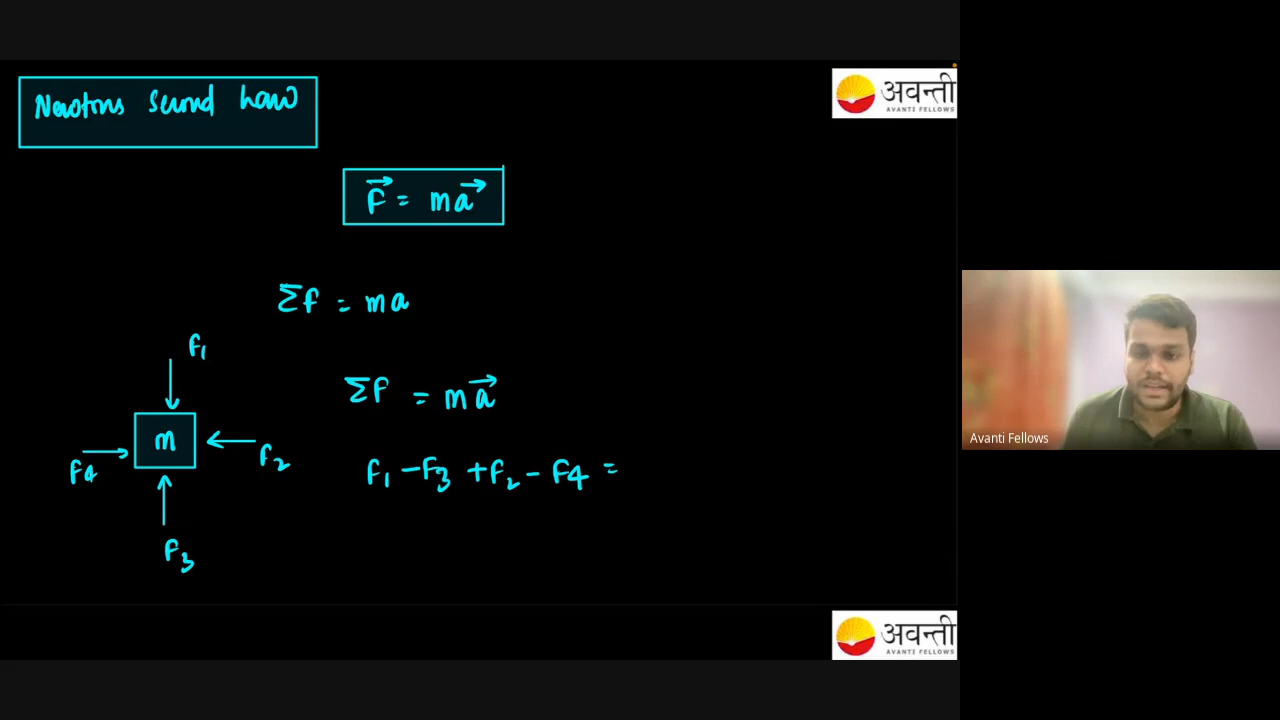 Newtons Second Law
अवन्ती
AVANTI FELLOWS
F = ma
Σf = ma
F1
Σf = ma
m
F4
F2
F1 - F3 + F2 - F4 =
F3
Avanti Fellows
अवन्ती
AVANTI FELLOWS